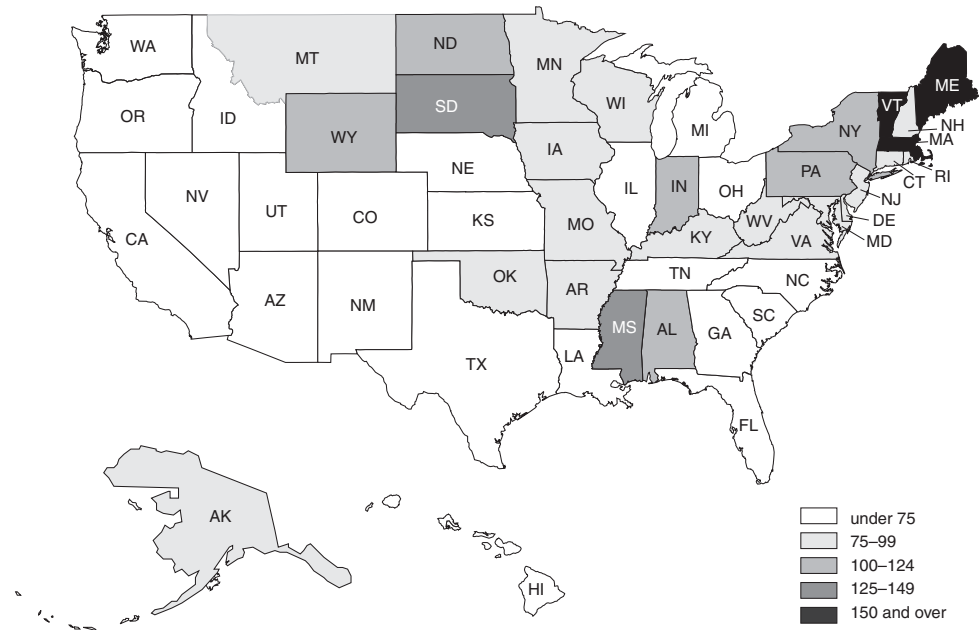 WA
MT
ND
MN
ME
VT
OR
ID
SD
WI
NH
WY
MI
NY
MA
IA
NE
PA
RI
CT
NV
IL
IN
OH
NJ
UT
CO
KS
MO
WV
DE
CA
KY
VA
MD
OK
TN
NC
AZ
NM
AR
SC
MS
AL
GA
LA
TX
FL
AK
HI
under 75
75–99
100–124
125–149
150 and over